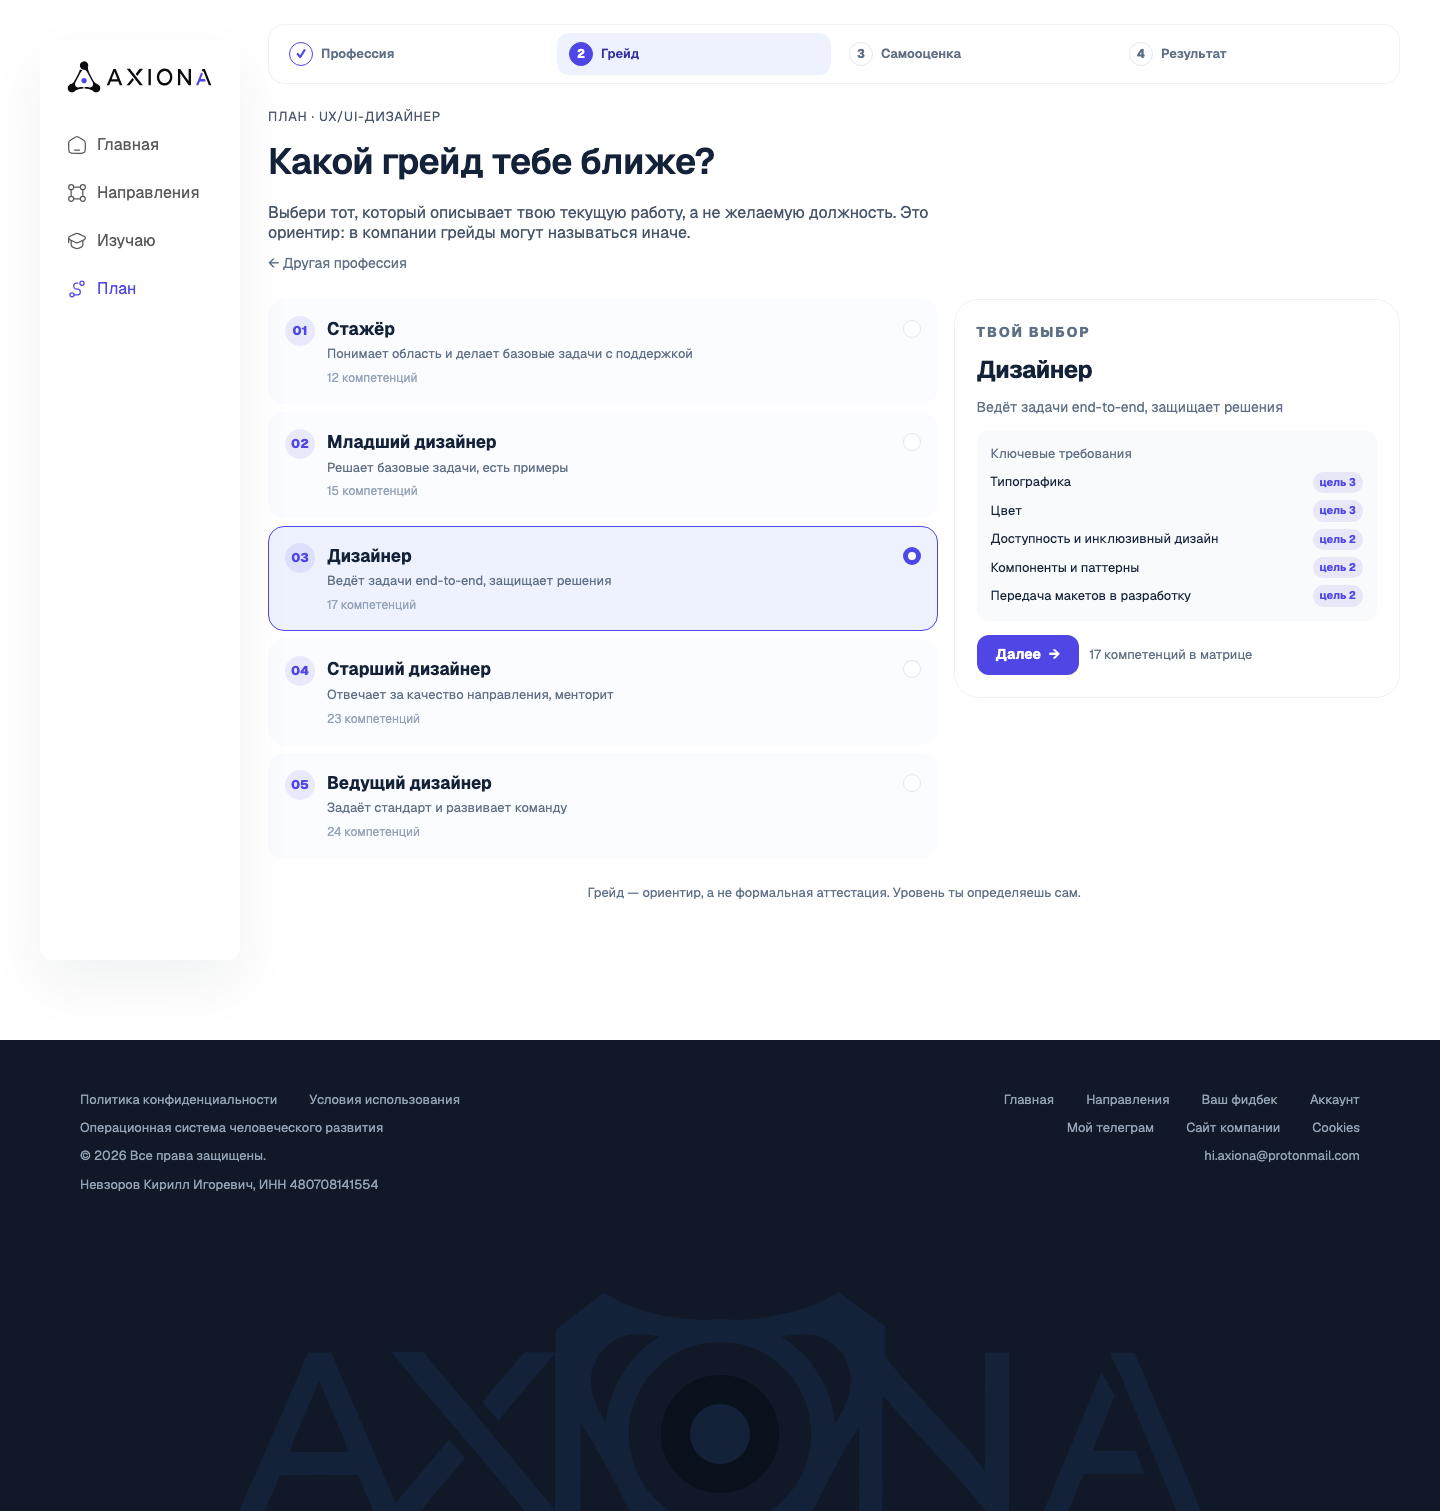 AXIONA
Главная
Направления
Изучаю
План
Профессия
2 Грейд
3 Самооценка
4 Результат
ПЛАН · UX/UI-ДИЗАЙНЕР
Какой грейд тебе ближе?
Выбери тот, который описывает твою текущую работу, а не желаемую должность. Это
ориентир: в компании грейды могут называться иначе.
← Другая профессия
01 Стажёр
Понимает область и делает базовые задачи с поддержкой
12 компетенций
02 Младший дизайнер
Решает базовые задачи, есть примеры
15 компетенций
03 Дизайнер
Ведёт задачи end-to-end, защищает решения
17 компетенций
04 Старший дизайнер
Отвечает за качество направления, менторит
23 компетенций
05 Ведущий дизайнер
Задаёт стандарт и развивает команду
24 компетенций
ТВОЙ ВЫБОР
Дизайнер
Ведёт задачи end-to-end, защищает решения
Ключевые требования
Типографика цель 3
Цвет цель 3
Доступность и инклюзивный дизайн цель 2
Компоненты и паттерны цель 2
Передача макетов в разработку цель 2
Далее → 17 компетенций в матрице
Грейд — ориентир, а не формальная аттестация. Уровень ты определяешь сам.
Политика конфиденциальности Условия использования
Операционная система человеческого развития
© 2026 Все права защищены.
Невзоров Кирилл Игоревич, ИНН 480708141554
Главная Направления Ваш фидбек Аккаунт
Мой телеграм Сайт компании Cookies
hi.axiona@protonmail.com
AXIONA